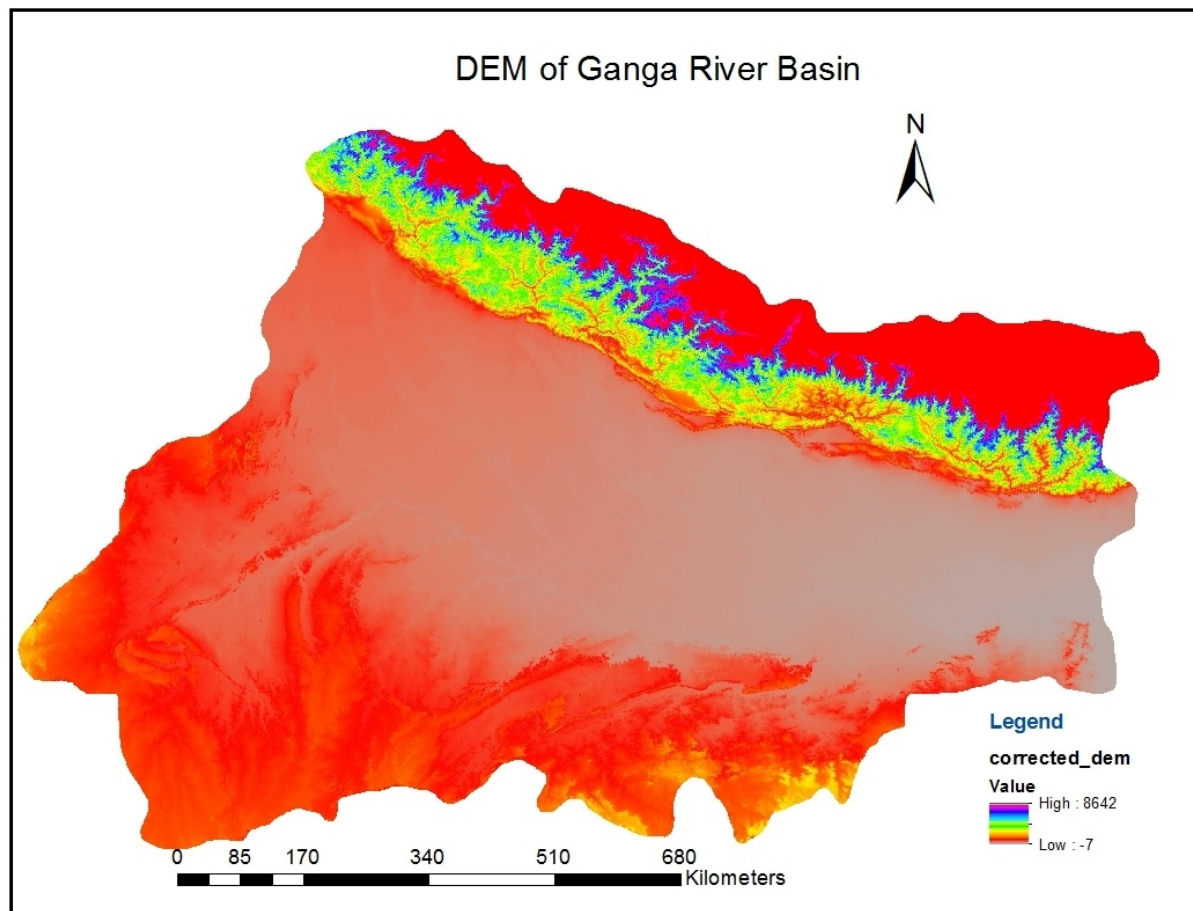 DEM of Ganga River Basin
N
Legend
corrected_dem
Value
High : 8642
Low : -7
0 85 170 340 510 680
Kilometers